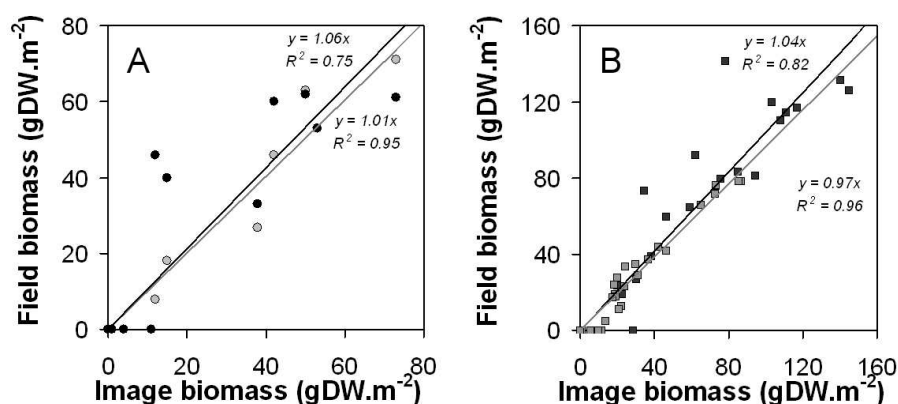 A
y = 1.06x
R² = 0.75
y = 1.01x
R² = 0.95
80
60
40
20
0
0 20 40 60 80
Field biomass (gDW.m⁻²)
Image biomass (gDW.m⁻²)
B
y = 1.04x
R² = 0.82
y = 0.97x
R² = 0.96
160
120
80
40
0
0 40 80 120 160
Field biomass (gDW.m⁻²)
Image biomass (gDW.m⁻²)